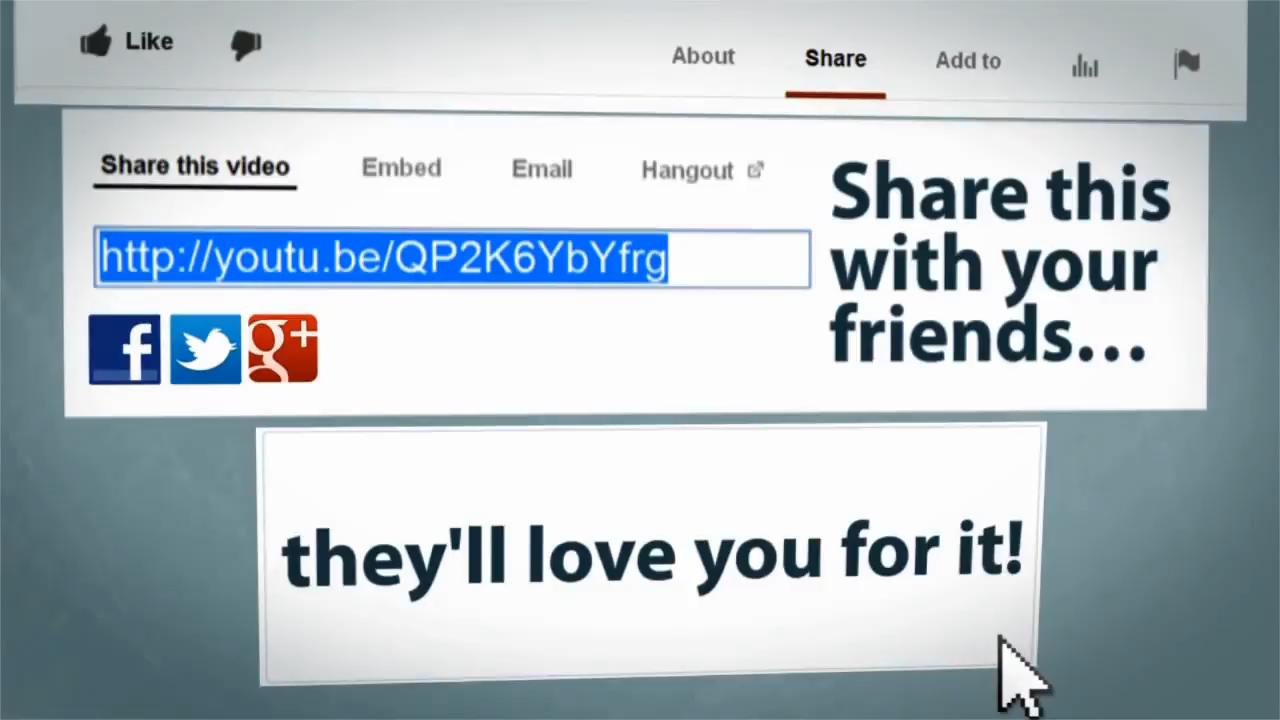 Like
About Share Add to
Share this video Embed Email Hangout
http://youtu.be/QP2K6YbYfrg
f g+
Share this
with your
friends...
they'll love you for it!